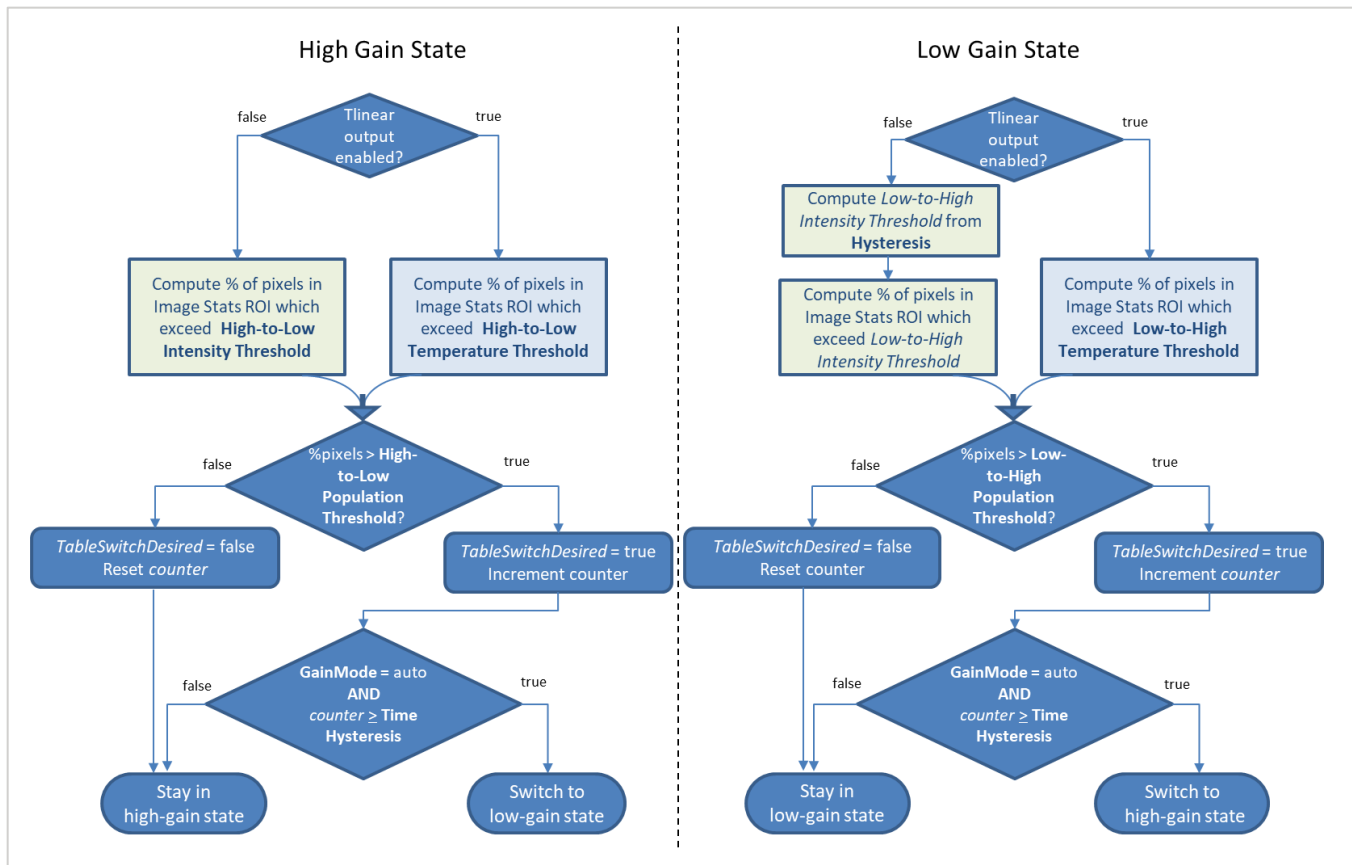 High Gain State
false
Tlinear
output
enabled?
true
Compute % of pixels in
Image Stats ROI which
exceed High-to-Low
Intensity Threshold
Compute % of pixels in
Image Stats ROI which
exceed High-to-Low
Temperature Threshold
false
%pixels > High-
to-Low
Population
Threshold?
true
TableSwitchDesired = false
Reset counter
TableSwitchDesired = true
Increment counter
false
GainMode = auto
AND
counter ≥ Time
Hysteresis
true
Stay in
high-gain state
Switch to
low-gain state
Low Gain State
false
Tlinear
output
enabled?
true
Compute Low-to-High
Intensity Threshold from
Hysteresis
Compute % of pixels in
Image Stats ROI which
exceed Low-to-High
Intensity Threshold
Compute % of pixels in
Image Stats ROI which
exceed Low-to-High
Temperature Threshold
false
%pixels > Low-
to-High
Population
Threshold?
true
TableSwitchDesired = false
Reset counter
TableSwitchDesired = true
Increment counter
false
GainMode = auto
AND
counter ≥ Time
Hysteresis
true
Stay in
low-gain state
Switch to
high-gain state